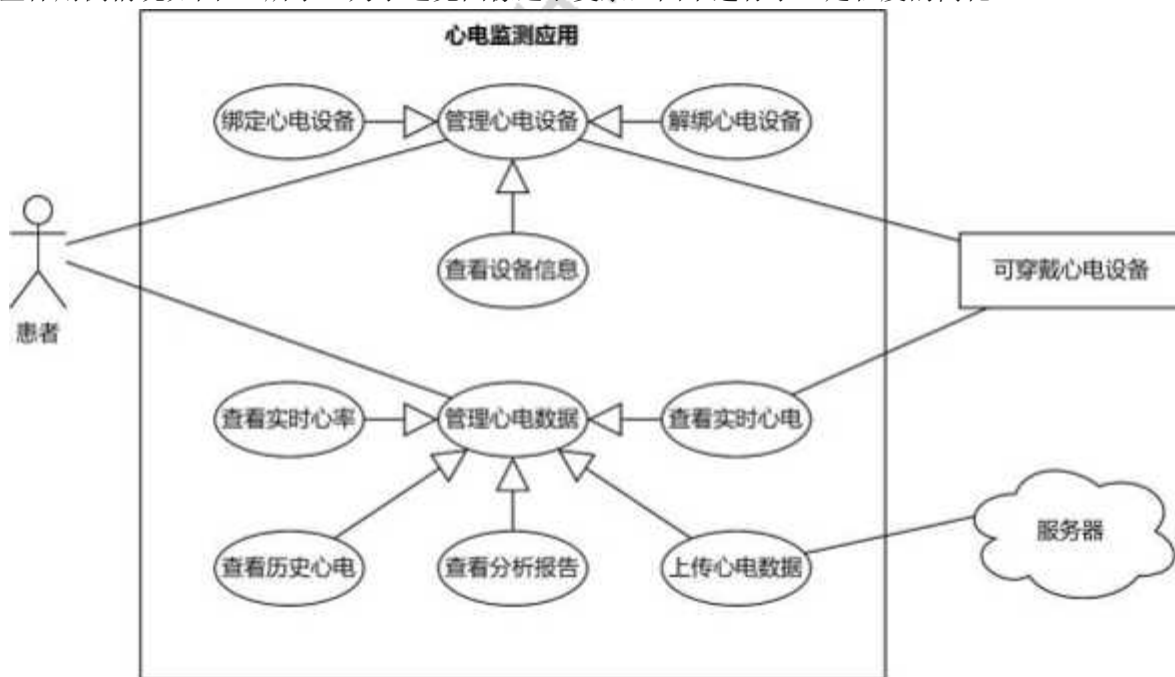 心电监测应用
绑定心电设备
管理心电设备
解绑心电设备
查看设备信息
可穿戴心电设备
患者
查看实时心率
管理心电数据
查看实时心电
查看历史心电
查看分析报告
上传心电数据
服务器